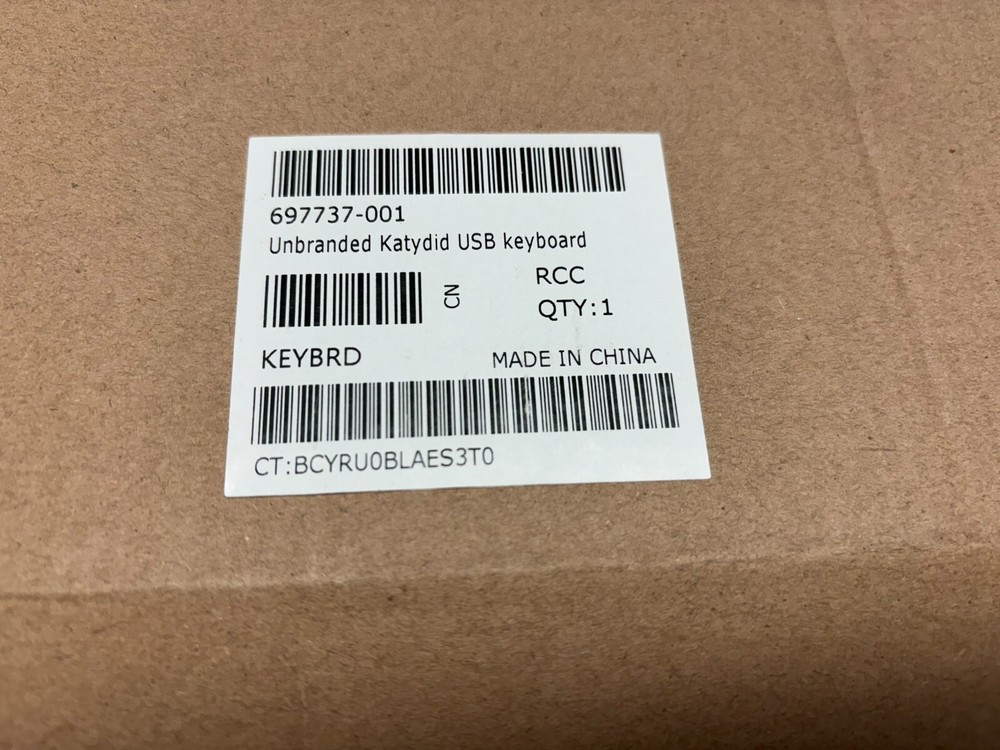 697737-001
Unbranded Katydid USB keyboard
CN
RCC
QTY:1
KEYBRD
MADE IN CHINA
CT:BCYRU0BLAES3T0